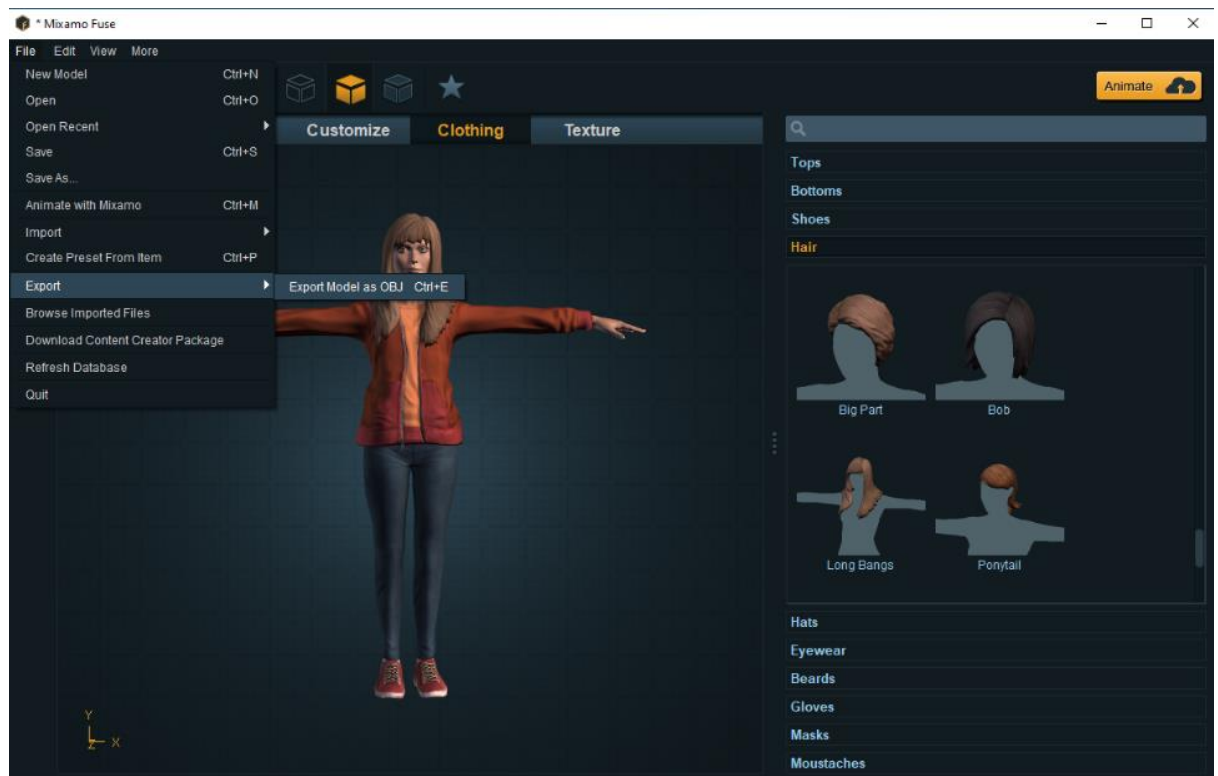 * Mixamo Fuse
File Edit View More
New Model Ctrl+N
Open Ctrl+O
Open Recent
Save Ctrl+S
Save As...
Animate with Mixamo Ctrl+M
Import
Create Preset From Item Ctrl+P
Export
Export Model as OBJ Ctrl+E
Browse Imported Files
Download Content Creator Package
Refresh Database
Quit
Animate
Customize Clothing Texture
Tops
Bottoms
Shoes
Hair
Big Part Bob
Long Bangs Ponytail
Hats
Eyewear
Beards
Gloves
Masks
Moustaches
Y
Z X